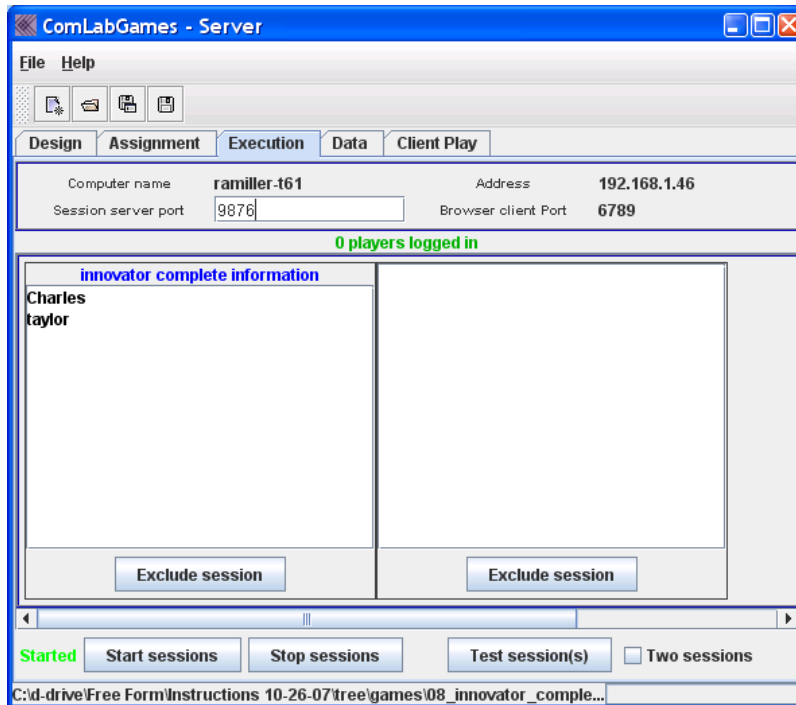 ComLabGames - Server
File Help
Design Assignment Execution Data Client Play
Computer name ramiller-t61 Address 192.168.1.46
Session server port 9876 Browser client Port 6789
0 players logged in
innovator complete information
Charles
taylor
Exclude session Exclude session
Started Start sessions Stop sessions Test session(s) Two sessions
C:\d-drive\Free Form\Instructions 10-26-07\tree\games\08_innovator_comple...